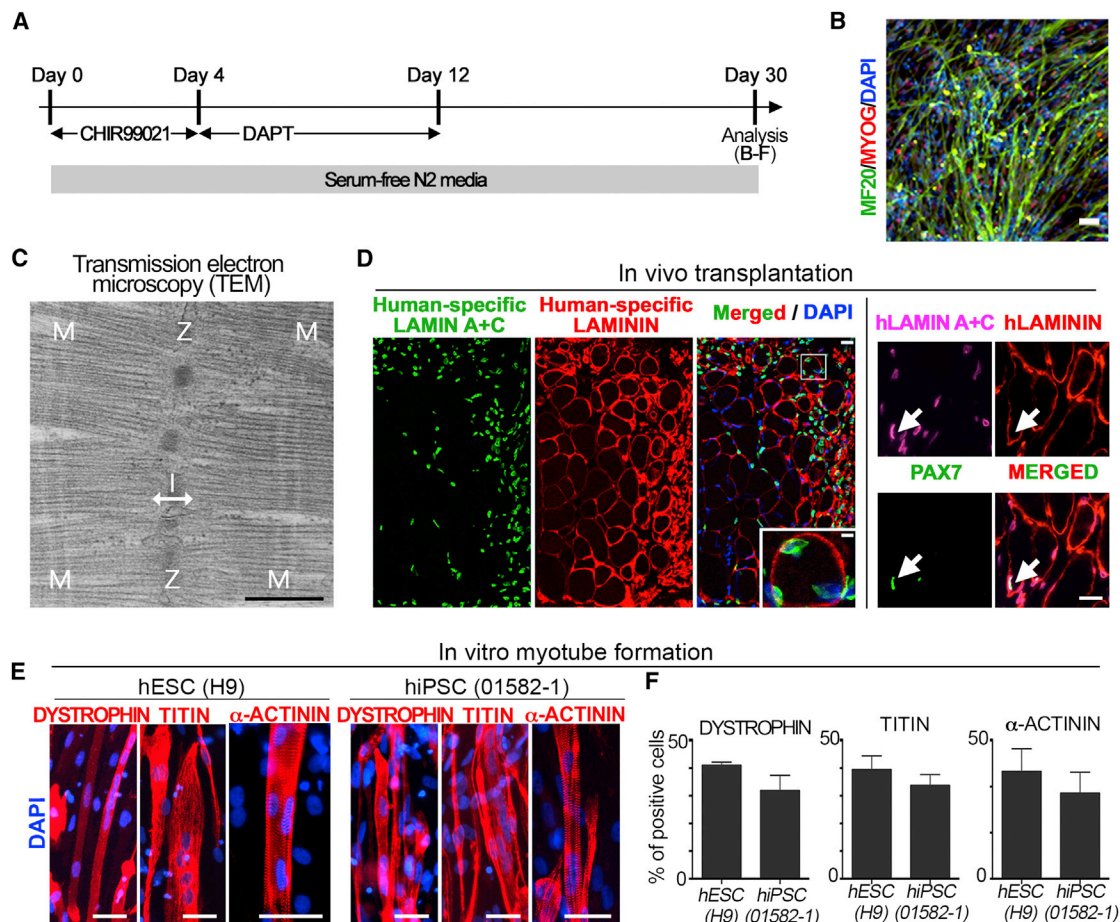 A
Day 0
Day 4
Day 12
Day 30
CHIR99021
DAPT
Analysis
(B-F)
Serum-free N2 media
B
MF20/MYOG/DAPI
C
Transmission electron
microscopy (TEM)
M
Z
M
I
M
Z
M
D
In vivo transplantation
Human-specific
LAMIN A+C
Human-specific
LAMININ
Merged / DAPI
hLAMIN A+C
hLAMININ
PAX7
MERGED
In vitro myotube formation
E
hESC (H9)
hiPSC (01582-1)
DYSTROPHIN
TITIN
α-ACTININ
DYSTROPHIN
TITIN
α-ACTININ
DAPI
F
DYSTROPHIN
TITIN
α-ACTININ
% of positive cells
50
0
hESC
(H9)
hiPSC
(01582-1)
50
0
hESC
(H9)
hiPSC
(01582-1)
50
0
hESC
(H9)
hiPSC
(01582-1)